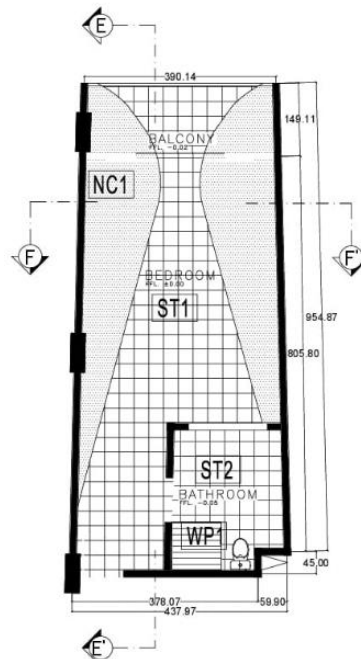 E
390.14
149.11
BALCONY
FFL. -0.02
NC1
F
F'
BEDROOM
FFL. ±0.00
ST1
954.87
805.80
ST2
BATHROOM
FFL. -0.05
WP1
45.00
378.07
59.90
437.97
E'